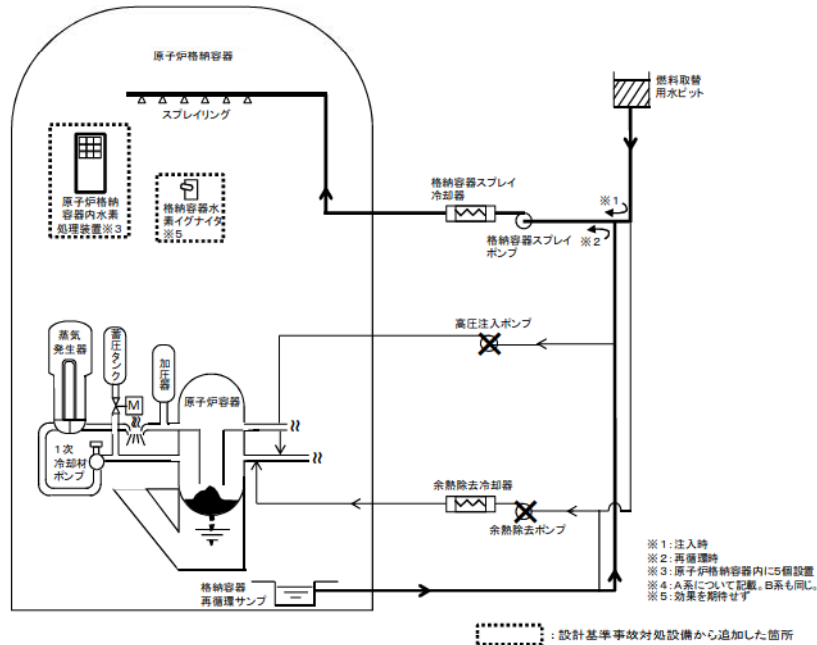 原子炉格納容器
スプレイリング
原子炉格納
容器内水素
処理装置※3
格納容器水
素イグナイタ
※5
燃料取替
用水ピット
格納容器スプレイ
冷却器
※1
※2
格納容器スプレイ
ポンプ
高圧注入ポンプ
蒸気
発生器
蓄圧タンク
加圧器
M
原子炉容器
1次
冷却材
ポンプ
余熱除去冷却器
余熱除去ポンプ
格納容器
再循環サンプ
※1:注入時
※2:再循環時
※3:原子炉格納容器内に5個設置
※4:A系について記載。B系も同じ。
※5:効果を期待せず
:設計基準事故対処設備から追加した箇所